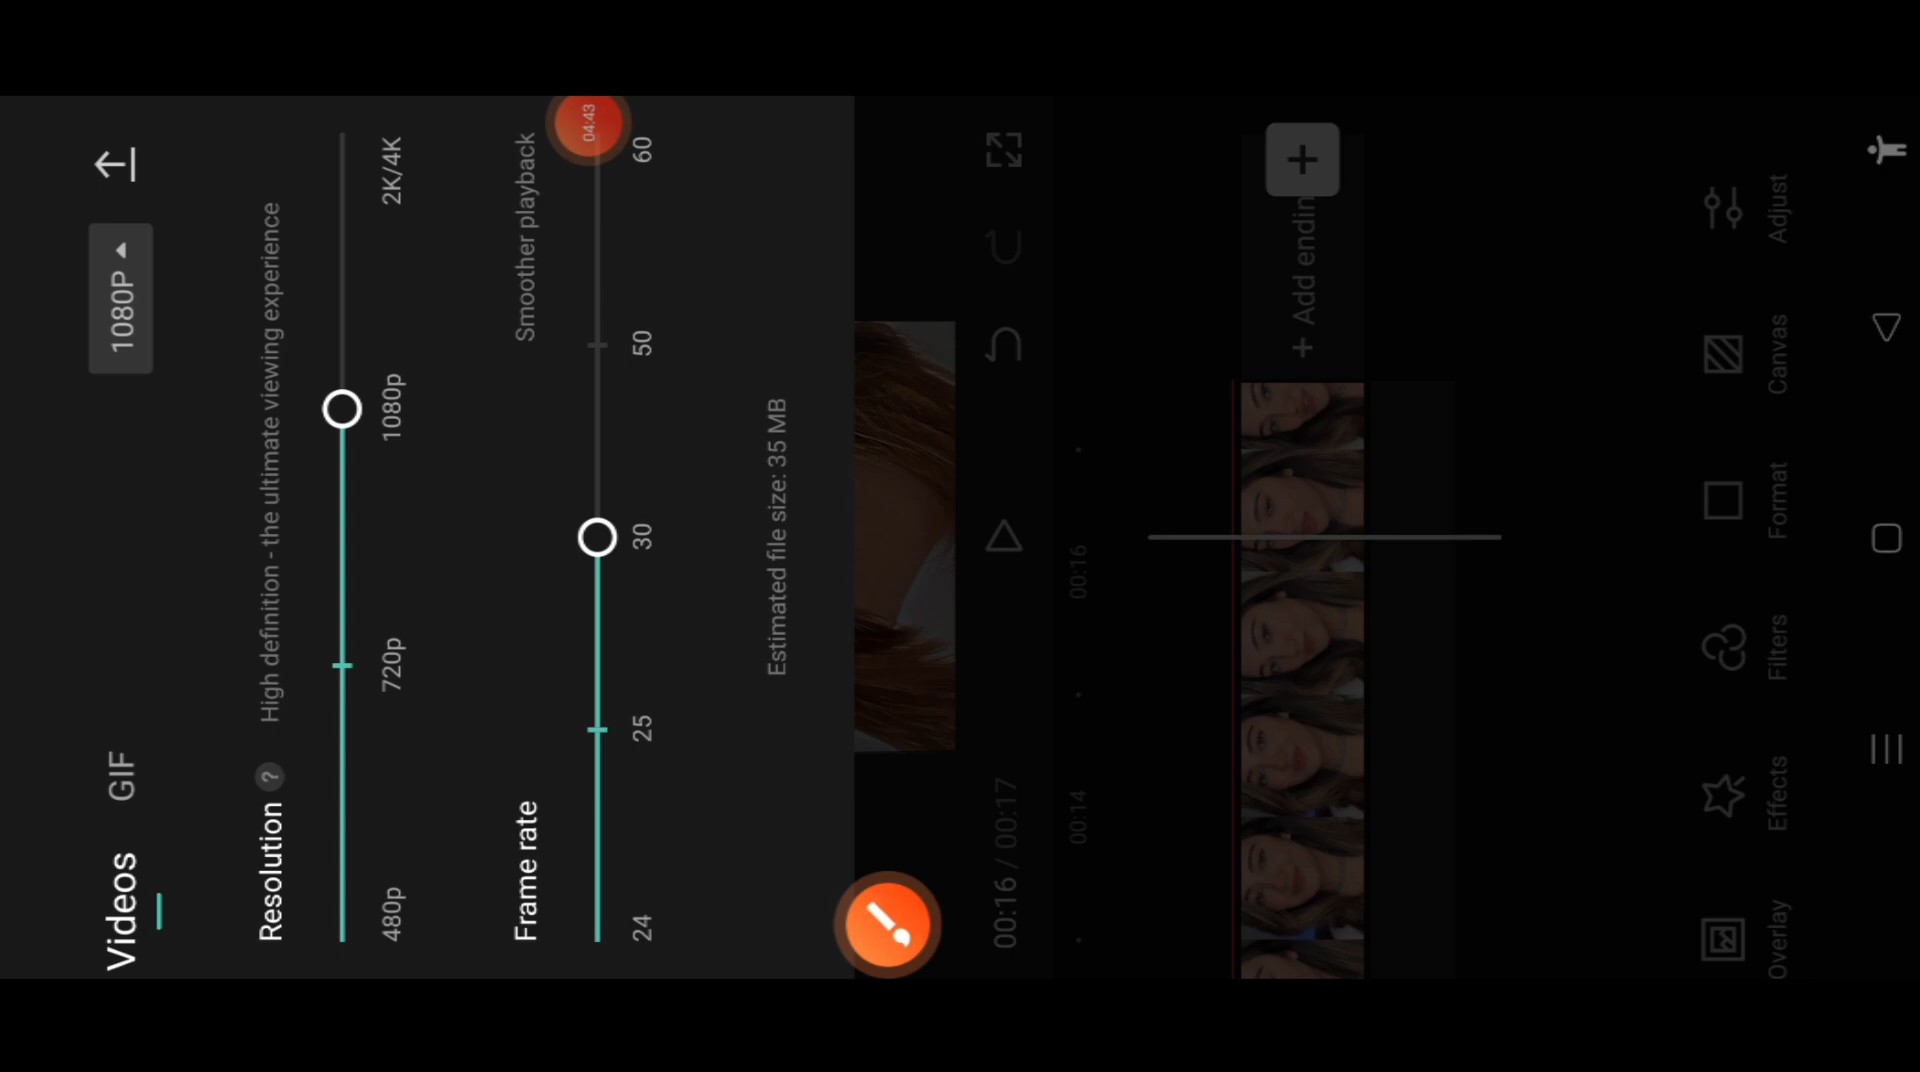 Videos GIF 1080P
Resolution ? High definition - the ultimate viewing experience
480p 720p 1080p 2K/4K
Frame rate Smoother playback
04:43
24 25 30 50 60
Estimated file size: 35 MB
00:16 / 00:17
00:14 00:16
+ Add endin
Overlay Effects Filters Format Canvas Adjust